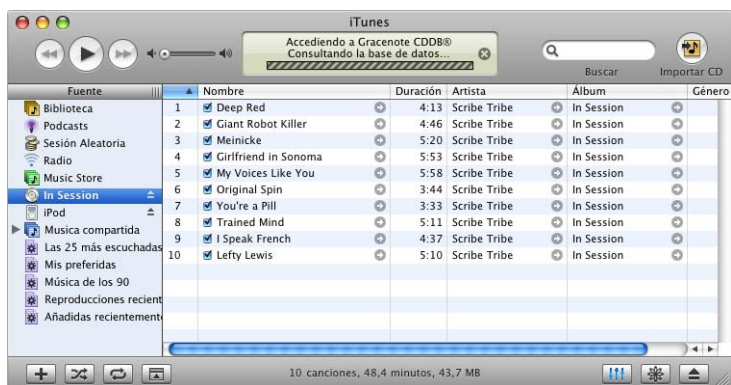 iTunes
Accediendo a Gracenote CDDB®
Consultando la base de datos...
Buscar
Importar CD
Fuente
Biblioteca
Podcasts
Sesión Aleatoria
Radio
Music Store
In Session
iPod
Musica compartida
Las 25 más escuchadas
Mis preferidas
Música de los 90
Reproducciones recient
Añadidas recientement
Nombre Duración Artista Álbum Género
1 Deep Red 4:13 Scribe Tribe In Session
2 Giant Robot Killer 4:46 Scribe Tribe In Session
3 Meinicke 5:20 Scribe Tribe In Session
4 Girlfriend in Sonoma 5:53 Scribe Tribe In Session
5 My Voices Like You 5:58 Scribe Tribe In Session
6 Original Spin 3:44 Scribe Tribe In Session
7 You're a Pill 3:33 Scribe Tribe In Session
8 Trained Mind 5:11 Scribe Tribe In Session
9 I Speak French 4:37 Scribe Tribe In Session
10 Lefty Lewis 5:10 Scribe Tribe In Session
10 canciones, 48,4 minutos, 43,7 MB